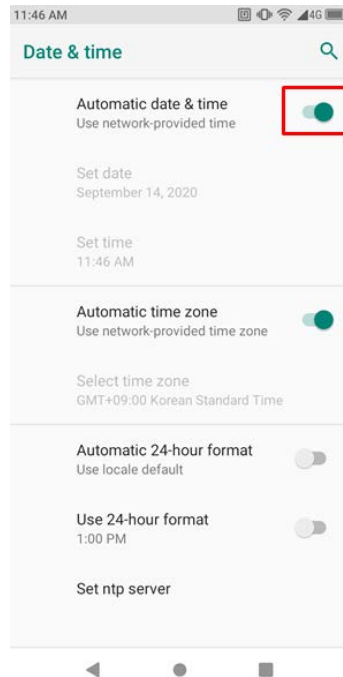 11:46 AM 4G
Date & time
Automatic date & time
Use network-provided time
Set date
September 14, 2020
Set time
11:46 AM
Automatic time zone
Use network-provided time zone
Select time zone
GMT+09:00 Korean Standard Time
Automatic 24-hour format
Use locale default
Use 24-hour format
1:00 PM
Set ntp server